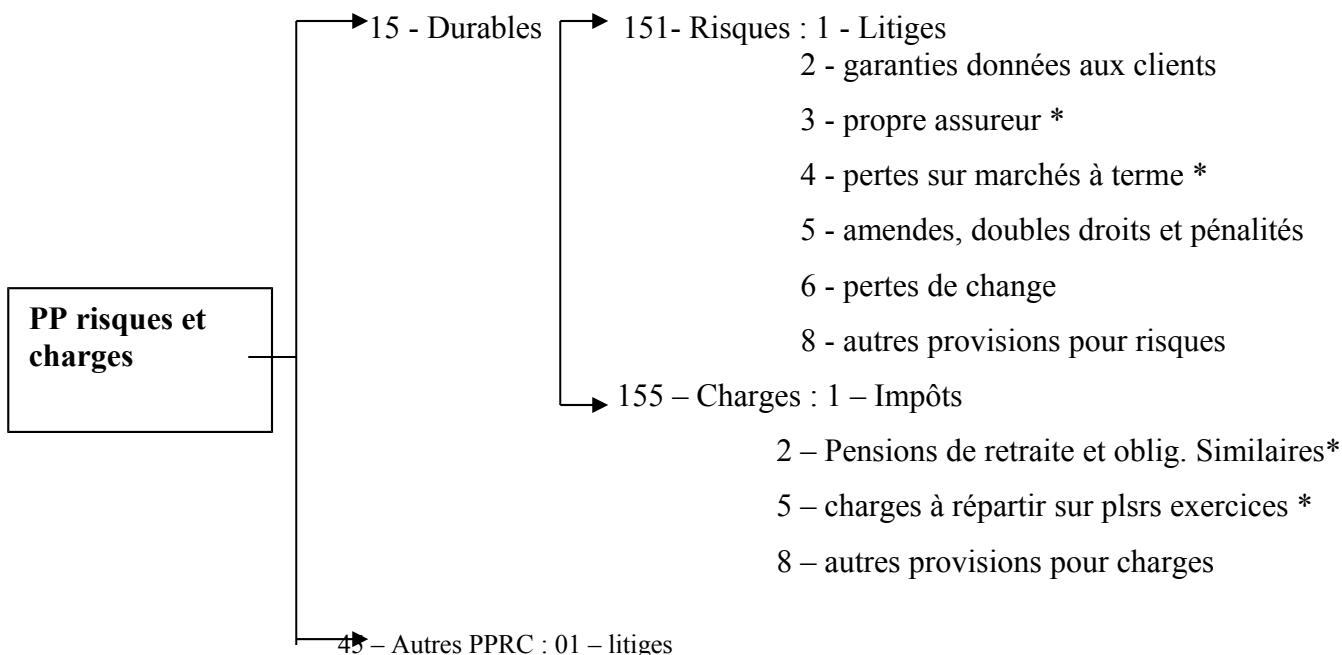 15 - Durables 151- Risques : 1 - Litiges
2 - garanties données aux clients
3 - propre assureur *
4 - pertes sur marchés à terme *
5 - amendes, doubles droits et pénalités
6 - pertes de change
8 - autres provisions pour risques
PP risques et
charges
155 – Charges : 1 – Impôts
2 – Pensions de retraite et oblig. Similaires*
5 – charges à répartir sur plsrs exercices *
8 – autres provisions pour charges
45 – Autres PPRC : 01 – litiges